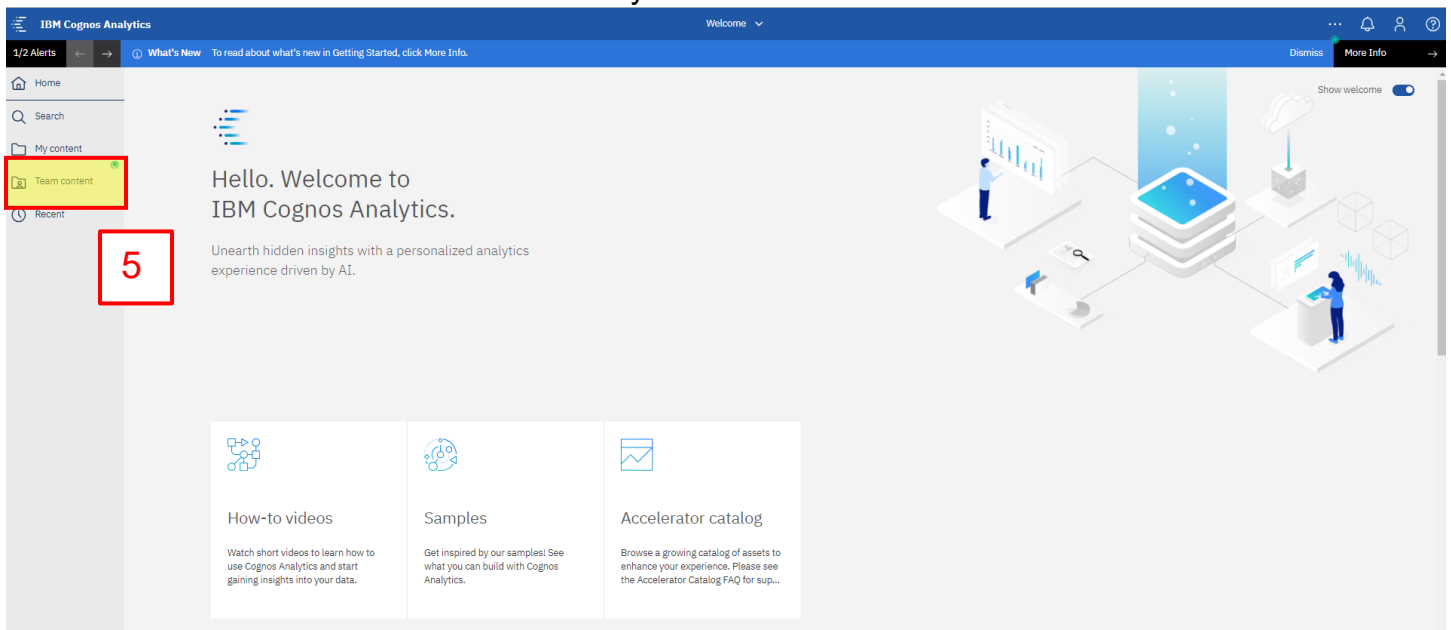 IBM Cognos Analytics
Welcome
1/2 Alerts
What's New To read about what's new in Getting Started, click More Info.
Dismiss
More Info
Home
Search
My content
Team content
Recent
5
Show welcome
Hello. Welcome to
IBM Cognos Analytics.
Unearth hidden insights with a personalized analytics
experience driven by AI.
How-to videos
Watch short videos to learn how to
use Cognos Analytics and start
gaining insights into your data.
Samples
Get inspired by our samples! See
what you can build with Cognos
Analytics.
Accelerator catalog
Browse a growing catalog of assets to
enhance your experience. Please see
the Accelerator Catalog FAQ for sup...